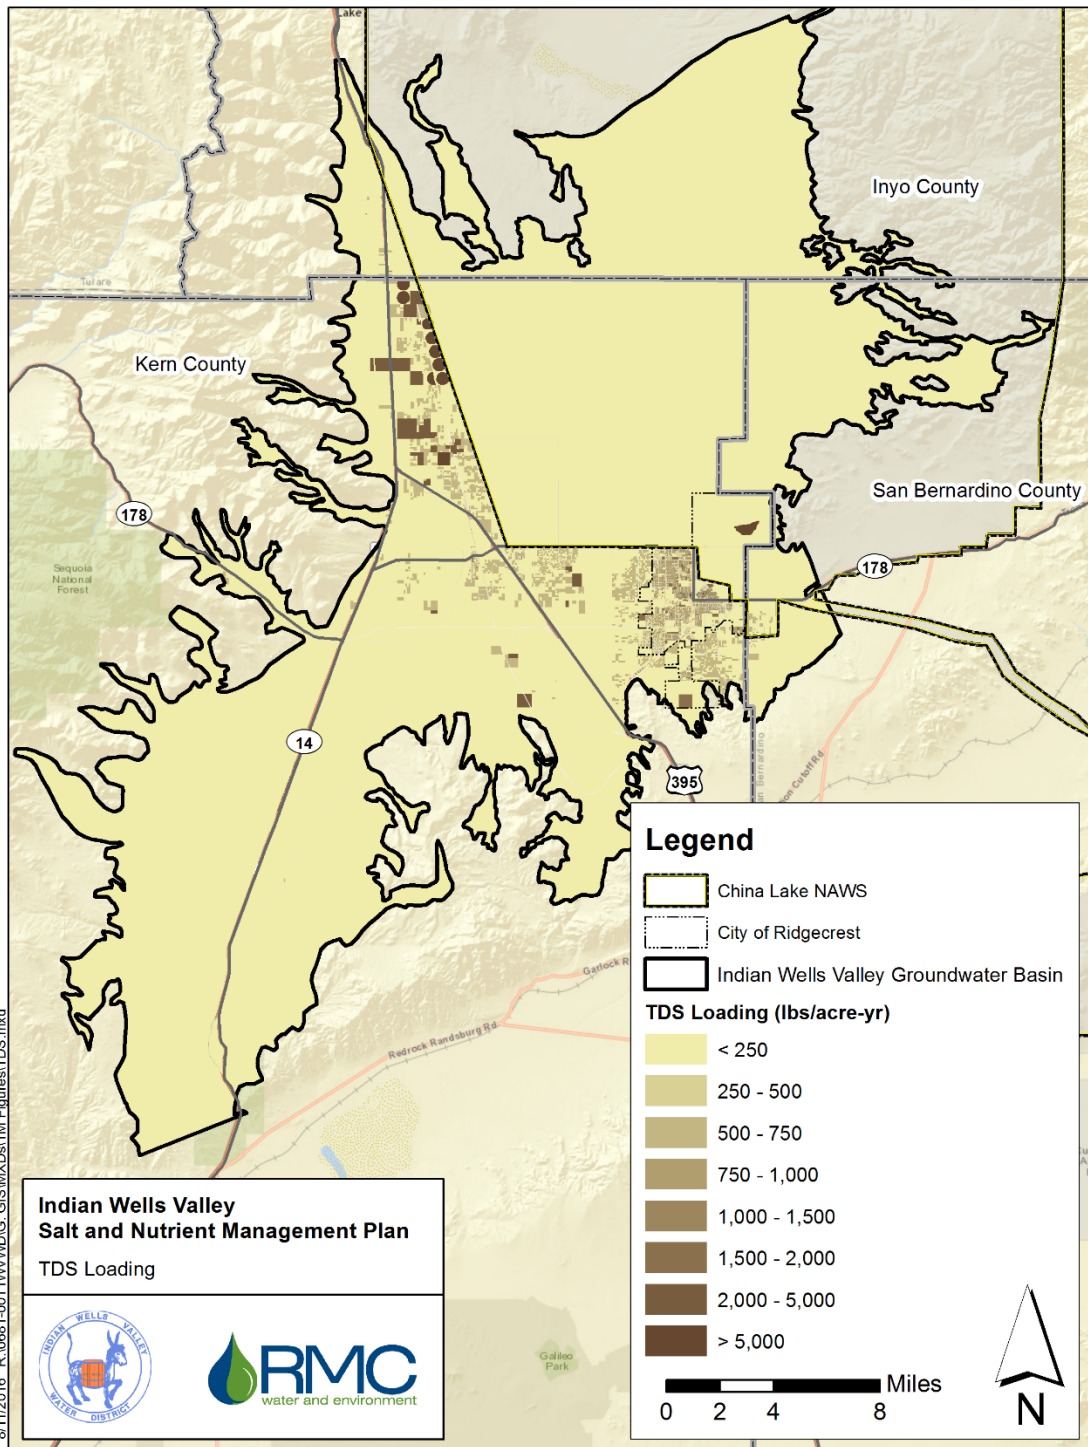 Lake
Inyo County
Tulare
Kern County
San Bernardino County
178
178
Sequoia
National
Forest
14
395
San Bernardino
Cutoff Rd
Garlock R
Redrock Randsburg Rd
Galileo
Park
Legend
China Lake NAWS
City of Ridgecrest
Indian Wells Valley Groundwater Basin
TDS Loading (lbs/acre-yr)
< 250
250 - 500
500 - 750
750 - 1,000
1,000 - 1,500
1,500 - 2,000
2,000 - 5,000
> 5,000
Miles
0 2 4 8
N
Indian Wells Valley
Salt and Nutrient Management Plan
TDS Loading
INDIAN WELLS VALLEY
WATER DISTRICT
RMC
water and environment